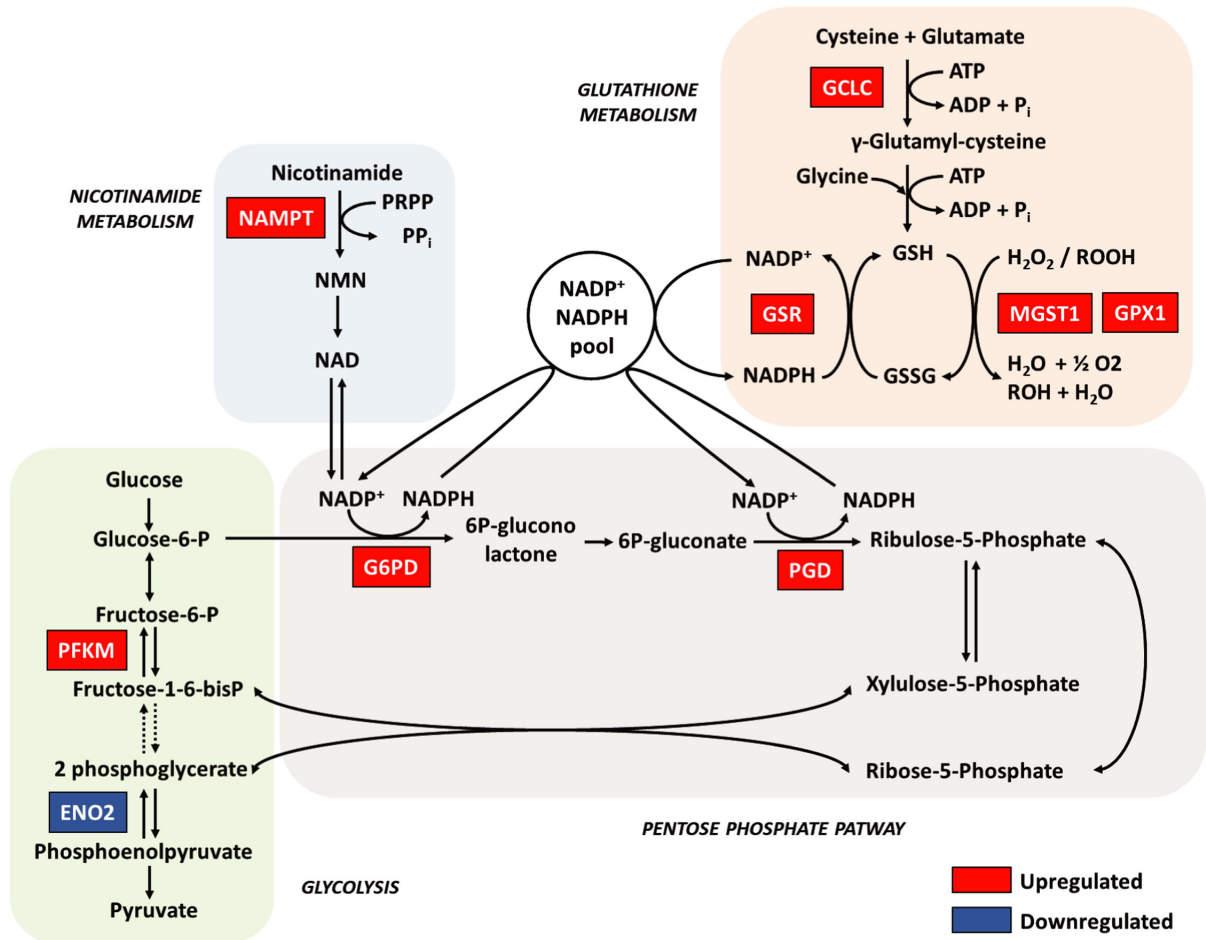 Cysteine + Glutamate
GLUTATHIONE
METABOLISM
GCLC
ATP
ADP + Pi
γ-Glutamyl-cysteine
Glycine
ATP
ADP + Pi
NADP+
GSH
H2O2 / ROOH
GSR
MGST1
GPX1
NADPH
GSSG
H2O + ½ O2
ROH + H2O
NICOTINAMIDE
METABOLISM
Nicotinamide
NAMPT
PRPP
PPi
NMN
NAD
NADP+
NADPH
pool
Glucose
Glucose-6-P
Fructose-6-P
PFKM
Fructose-1-6-bisP
2 phosphoglycerate
ENO2
Phosphoenolpyruvate
Pyruvate
GLYCOLYSIS
NADP+
NADPH
G6PD
6P-glucono
lactone
6P-gluconate
NADP+
NADPH
PGD
Ribulose-5-Phosphate
Xylulose-5-Phosphate
Ribose-5-Phosphate
PENTOSE PHOSPHATE PATWAY
Upregulated
Downregulated